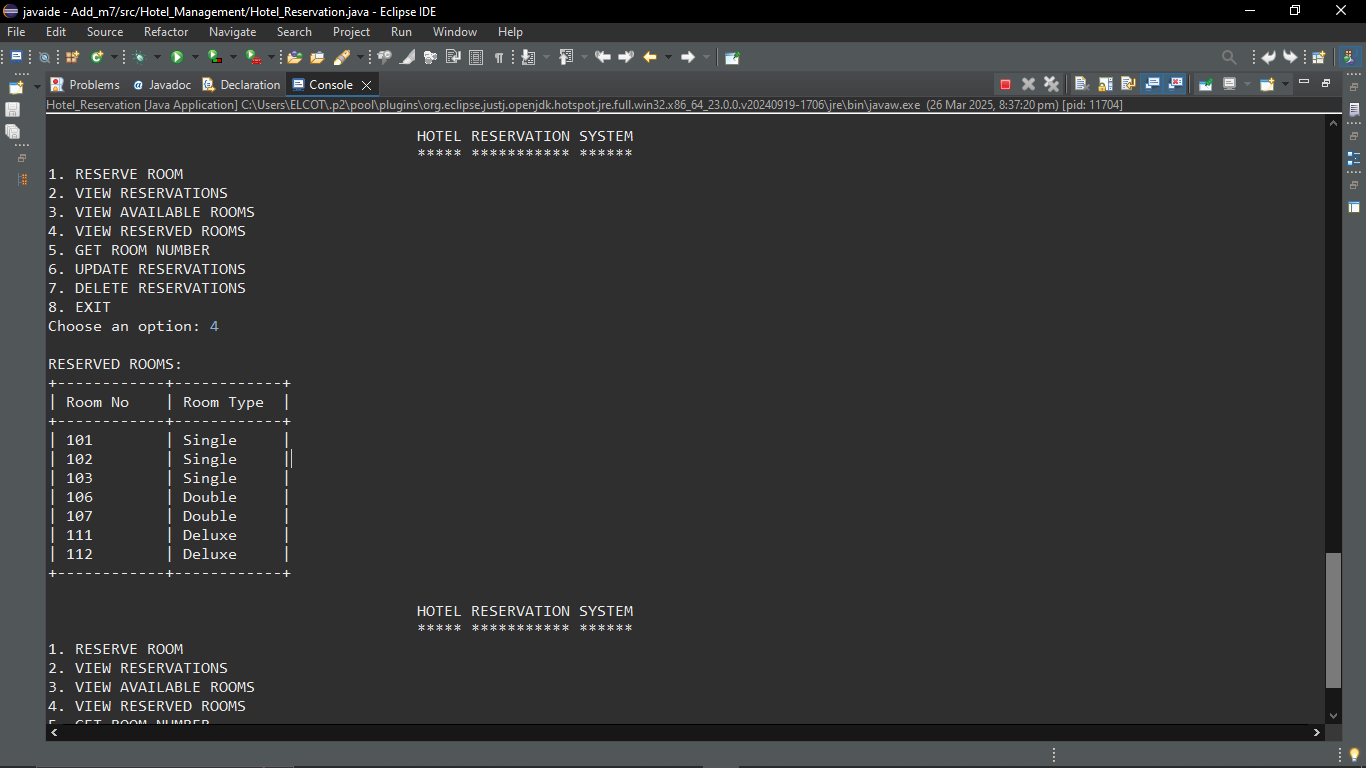 javaide - Add_m7/src/Hotel_Management/Hotel_Reservation.java - Eclipse IDE
File Edit Source Refactor Navigate Search Project Run Window Help
Problems @ Javadoc Declaration Console
Hotel_Reservation [Java Application] C:\Users\ELCOT\.p2\pool\plugins\org.eclipse.justj.openjdk.hotspot.jre.full.win32.x86_64_23.0.0.v20240919-1706\jre\bin\javaw.exe (26 Mar 2025, 8:37:20 pm) [pid: 11704]
HOTEL RESERVATION SYSTEM
***** *********** ******
1. RESERVE ROOM
2. VIEW RESERVATIONS
3. VIEW AVAILABLE ROOMS
4. VIEW RESERVED ROOMS
5. GET ROOM NUMBER
6. UPDATE RESERVATIONS
7. DELETE RESERVATIONS
8. EXIT
Choose an option: 4
RESERVED ROOMS:
+------------+------------+
| Room No    | Room Type  |
+------------+------------+
| 101        | Single     |
| 102        | Single     |
| 103        | Single     |
| 106        | Double     |
| 107        | Double     |
| 111        | Deluxe     |
| 112        | Deluxe     |
+------------+------------+
HOTEL RESERVATION SYSTEM
***** *********** ******
1. RESERVE ROOM
2. VIEW RESERVATIONS
3. VIEW AVAILABLE ROOMS
4. VIEW RESERVED ROOMS
5. GET ROOM NUMBER